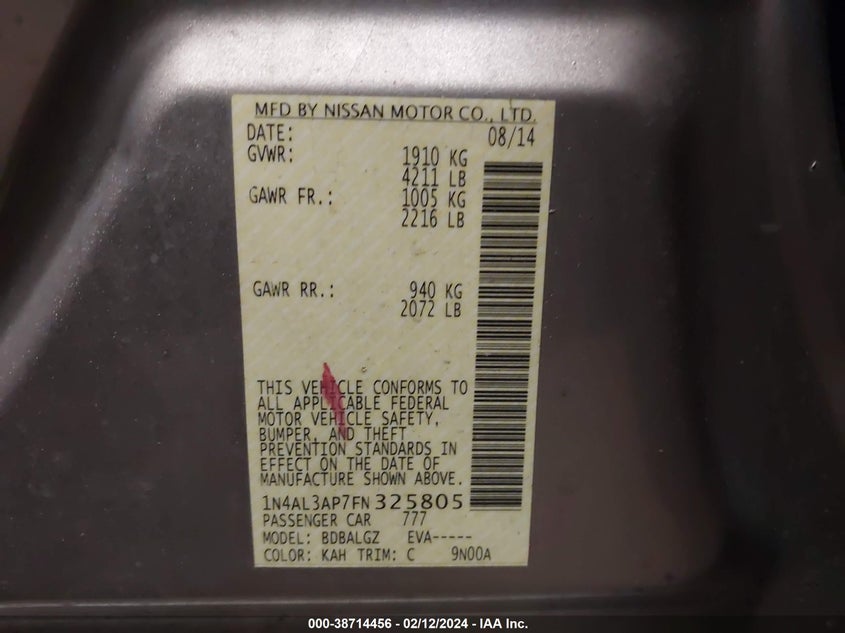 MFD BY NISSAN MOTOR CO., LTD.
DATE: 08/14
GVWR: 1910 KG
4211 LB
GAWR FR.: 1005 KG
2216 LB
GAWR RR.: 940 KG
2072 LB
THIS VEHICLE CONFORMS TO
ALL APPLICABLE FEDERAL
MOTOR VEHICLE SAFETY,
BUMPER, AND THEFT
PREVENTION STANDARDS IN
EFFECT ON THE DATE OF
MANUFACTURE SHOWN ABOVE.
1N4AL3AP7FN325805
PASSENGER CAR 777
MODEL: BDBALGZ EVA-----
COLOR: KAH TRIM: C 9N00A
000-38714456 - 02/12/2024 - IAA Inc.